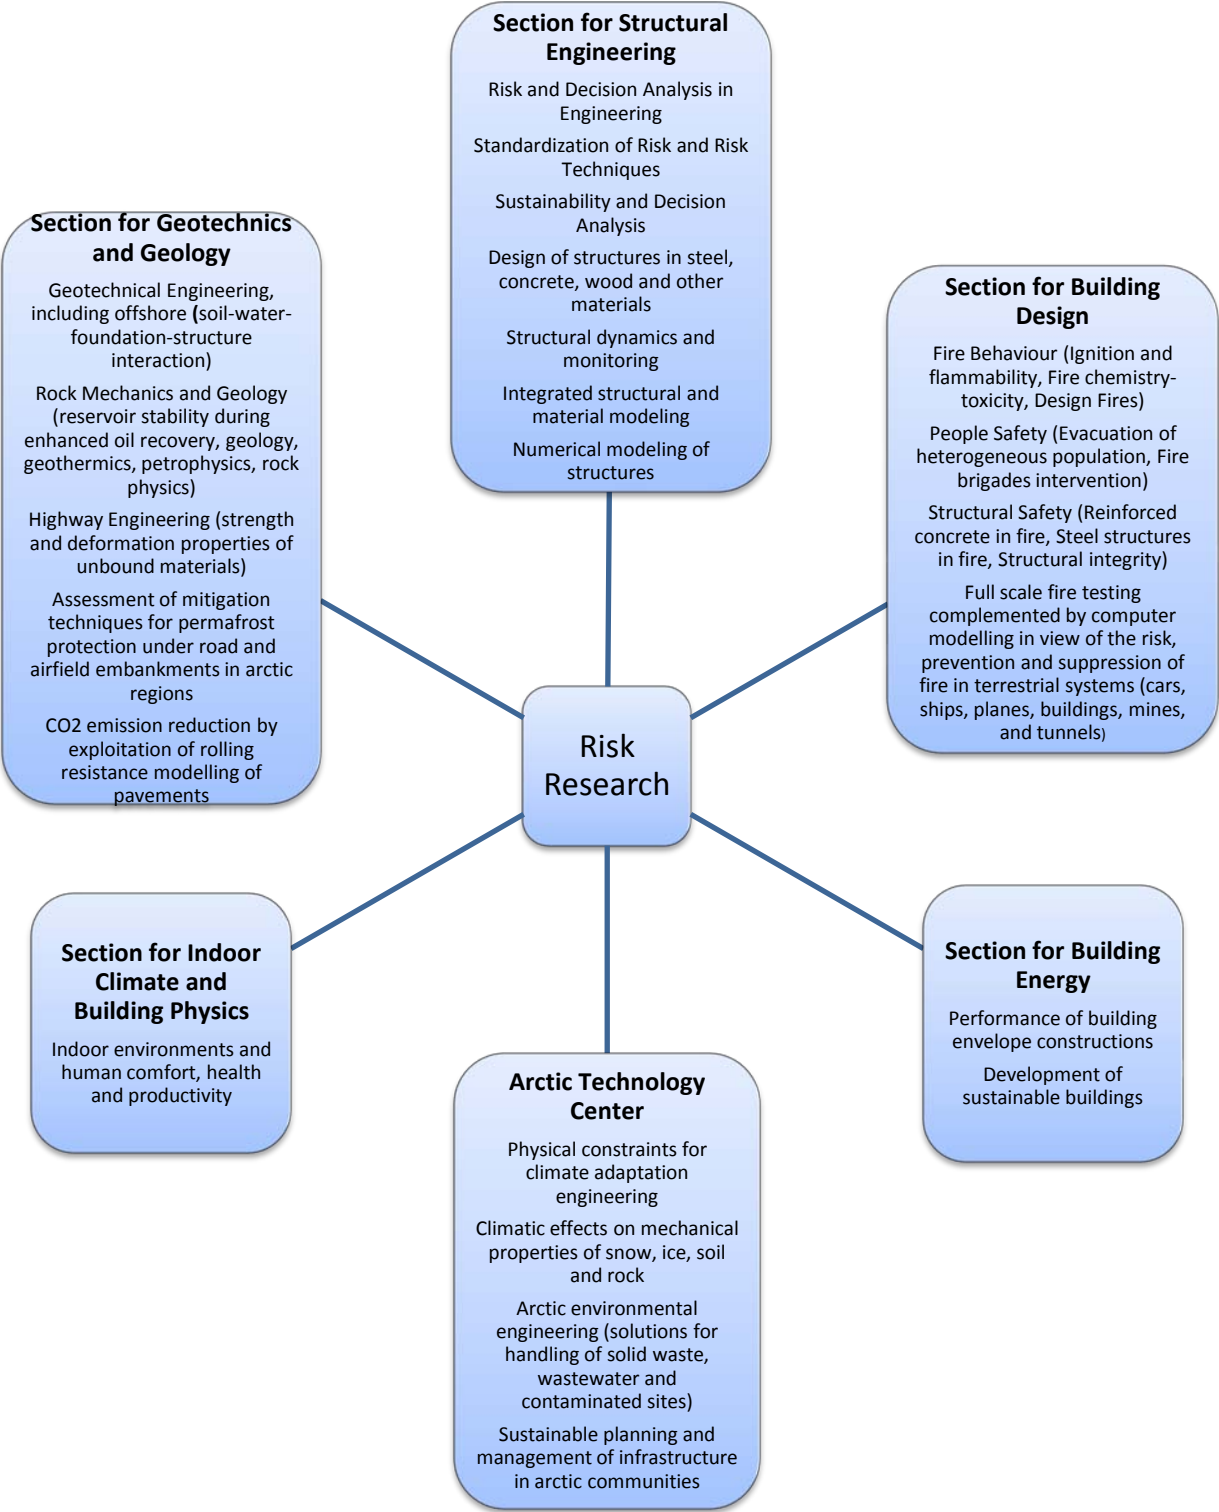 Section for Structural
Engineering
Risk and Decision Analysis in
Engineering
Standardization of Risk and Risk
Techniques
Sustainability and Decision
Analysis
Design of structures in steel,
concrete, wood and other
materials
Structural dynamics and
monitoring
Integrated structural and
material modeling
Numerical modeling of
structures
Section for Geotechnics
and Geology
Geotechnical Engineering,
including offshore (soil-water-
foundation-structure
interaction)
Rock Mechanics and Geology
(reservoir stability during
enhanced oil recovery, geology,
geothermics, petrophysics, rock
physics)
Highway Engineering (strength
and deformation properties of
unbound materials)
Assessment of mitigation
techniques for permafrost
protection under road and
airfield embankments in arctic
regions
CO2 emission reduction by
exploitation of rolling
resistance modelling of
pavements
Section for Building
Design
Fire Behaviour (Ignition and
flammability, Fire chemistry-
toxicity, Design Fires)
People Safety (Evacuation of
heterogeneous population, Fire
brigades intervention)
Structural Safety (Reinforced
concrete in fire, Steel structures
in fire, Structural integrity)
Full scale fire testing
complemented by computer
modelling in view of the risk,
prevention and suppression of
fire in terrestrial systems (cars,
ships, planes, buildings, mines,
and tunnels)
Risk
Research
Section for Indoor
Climate and
Building Physics
Indoor environments and
human comfort, health
and productivity
Section for Building
Energy
Performance of building
envelope constructions
Development of
sustainable buildings
Arctic Technology
Center
Physical constraints for
climate adaptation
engineering
Climatic effects on mechanical
properties of snow, ice, soil
and rock
Arctic environmental
engineering (solutions for
handling of solid waste,
wastewater and
contaminated sites)
Sustainable planning and
management of infrastructure
in arctic communities